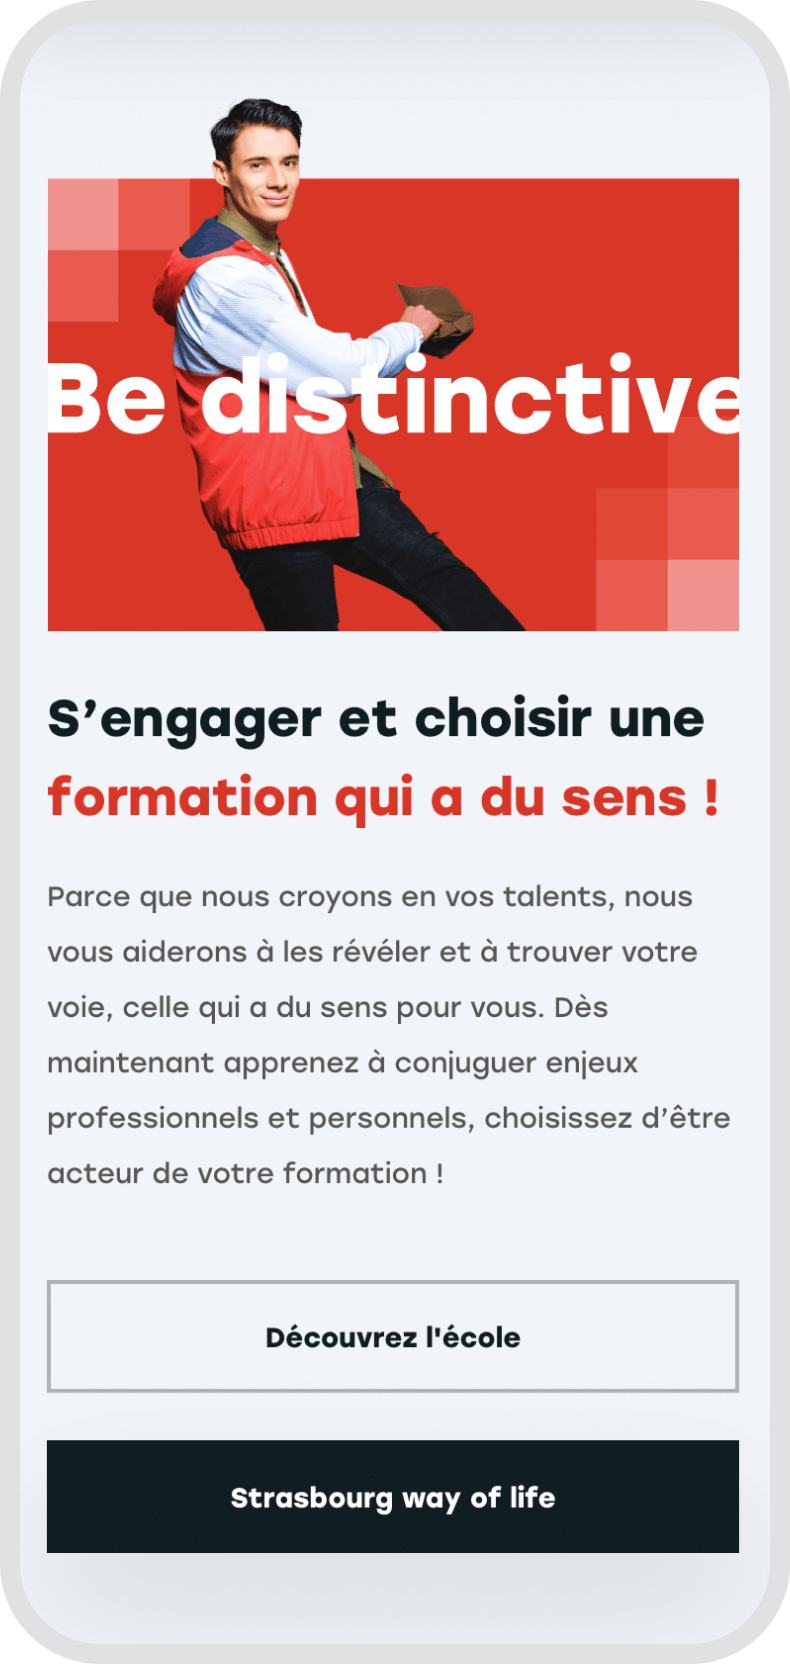 Be distinctive
S’engager et choisir une
formation qui a du sens !
Parce que nous croyons en vos talents, nous
vous aiderons à les révéler et à trouver votre
voie, celle qui a du sens pour vous. Dès
maintenant apprenez à conjuguer enjeux
professionnels et personnels, choisissez d’être
acteur de votre formation !
Découvrez l'école
Strasbourg way of life